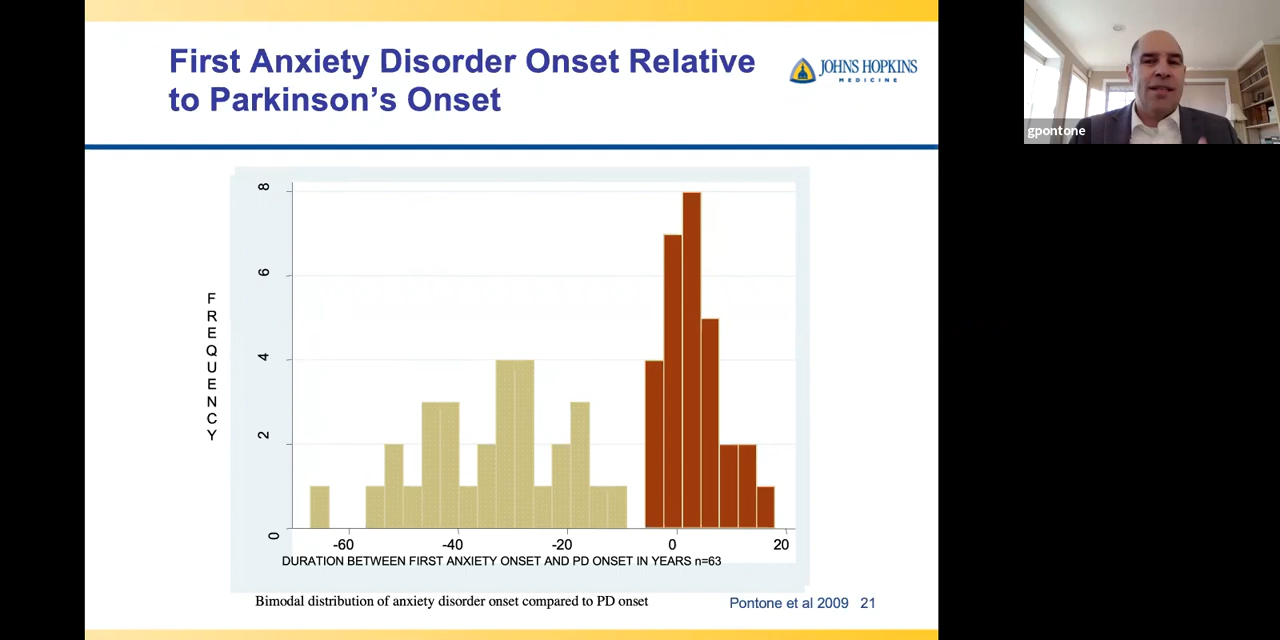 First Anxiety Disorder Onset Relative
to Parkinson's Onset
JOHNS HOPKINS
MEDICINE
gpontone
FREQUENCY
8
6
4
2
0
-60 -40 -20 0 20
DURATION BETWEEN FIRST ANXIETY ONSET AND PD ONSET IN YEARS n=63
Bimodal distribution of anxiety disorder onset compared to PD onset
Pontone et al 2009 21